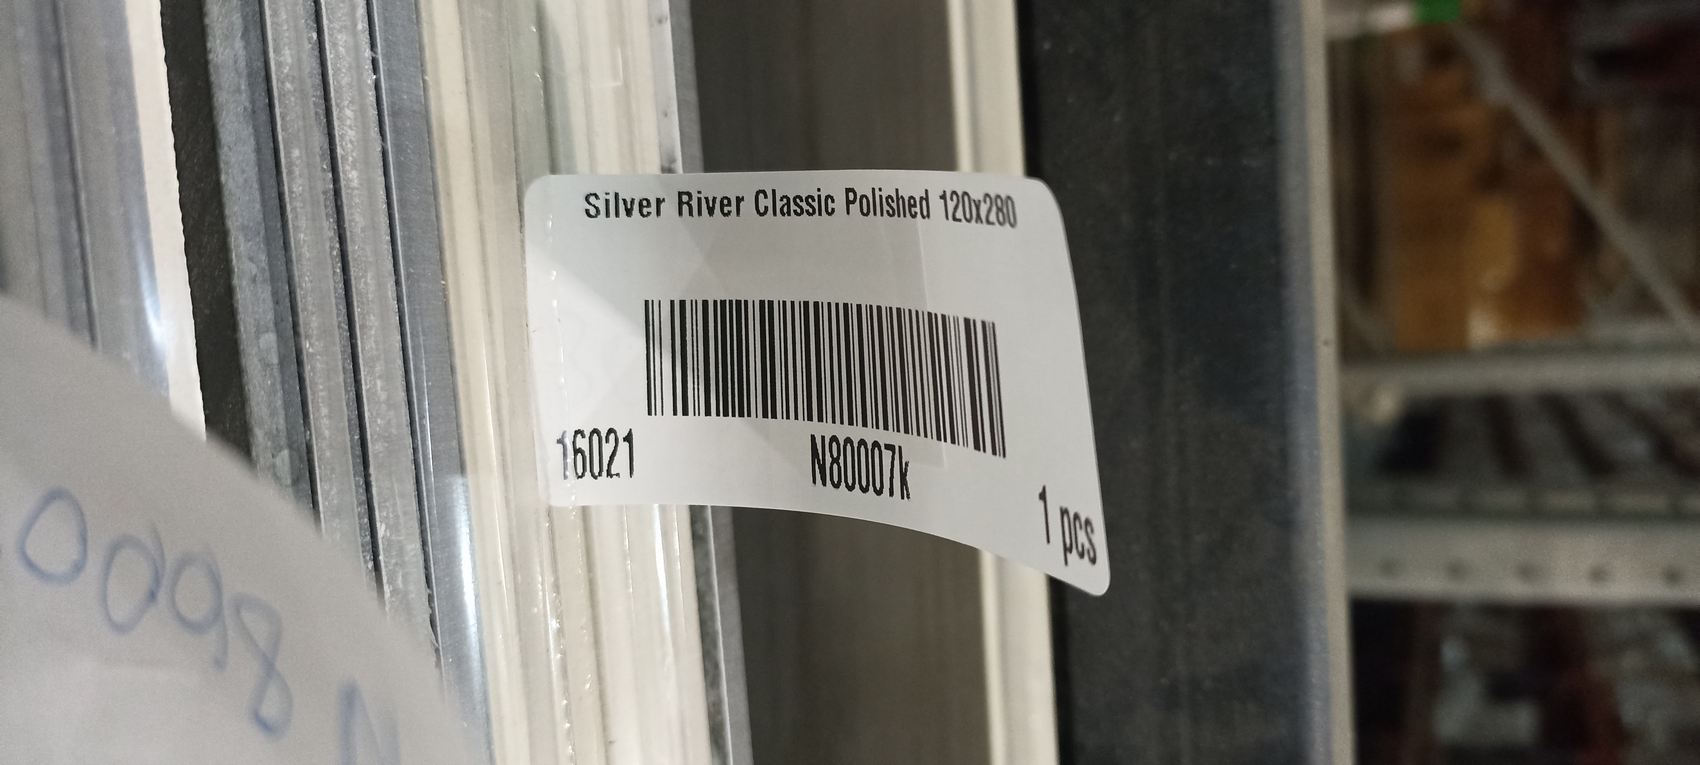 Silver River Classic Polished 120x280
16021
N80007k
1 pcs